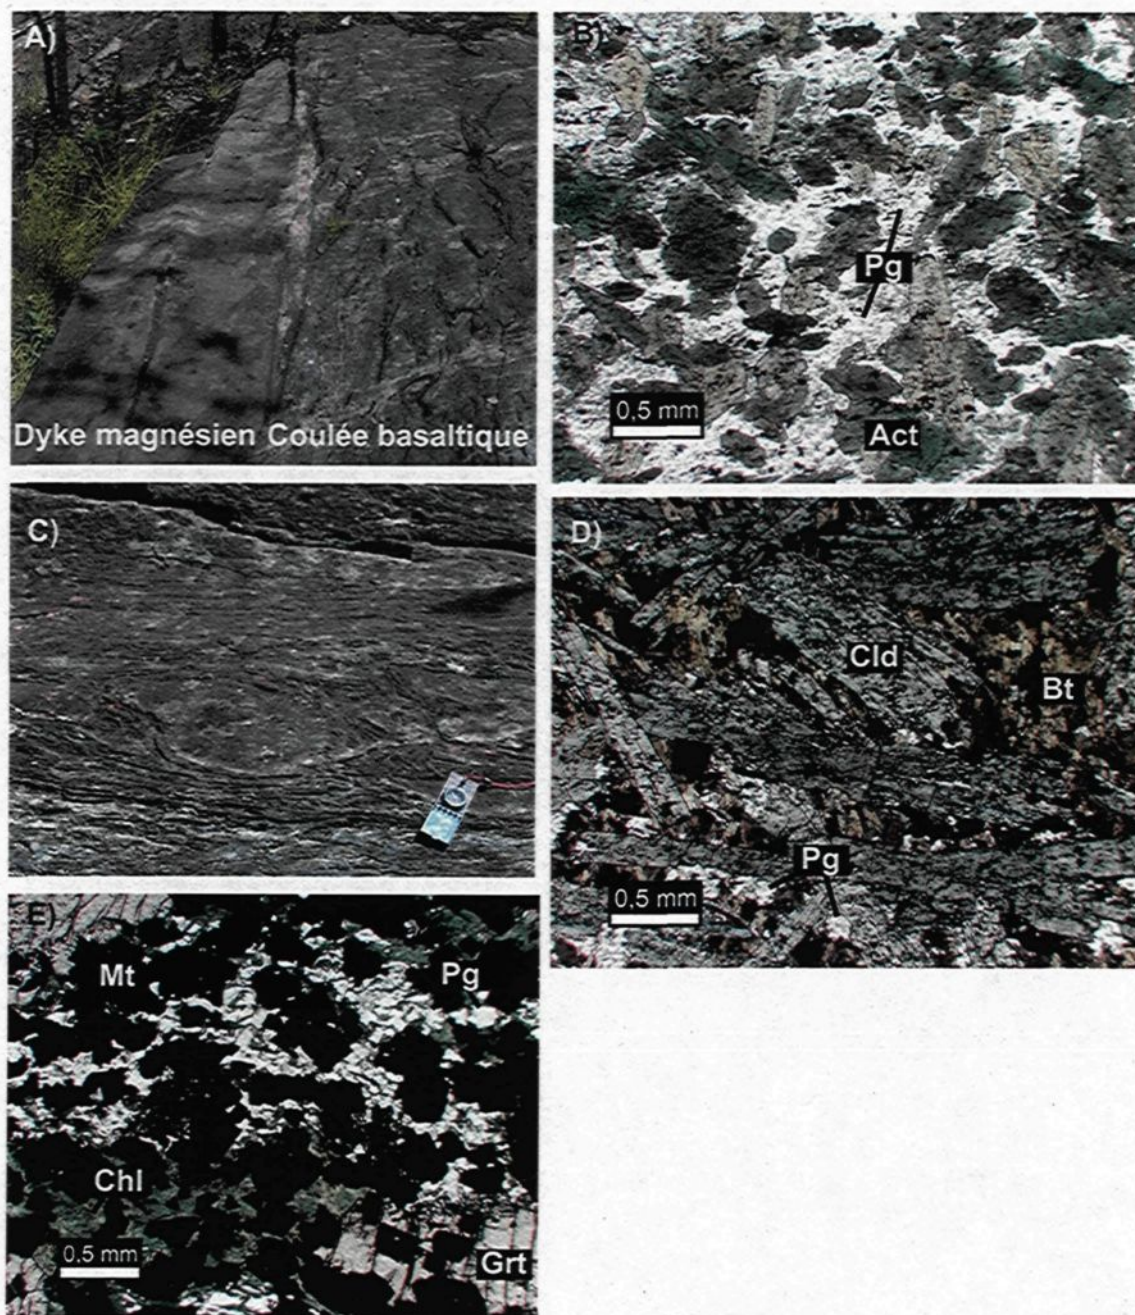 A)
Dyke magnésien Coulée basaltique
B)
Pg
0,5 mm
Act
C)
D)
Cld
Bt
Pg
0,5 mm
E)
Mt
Pg
Chl
0,5 mm
Grt